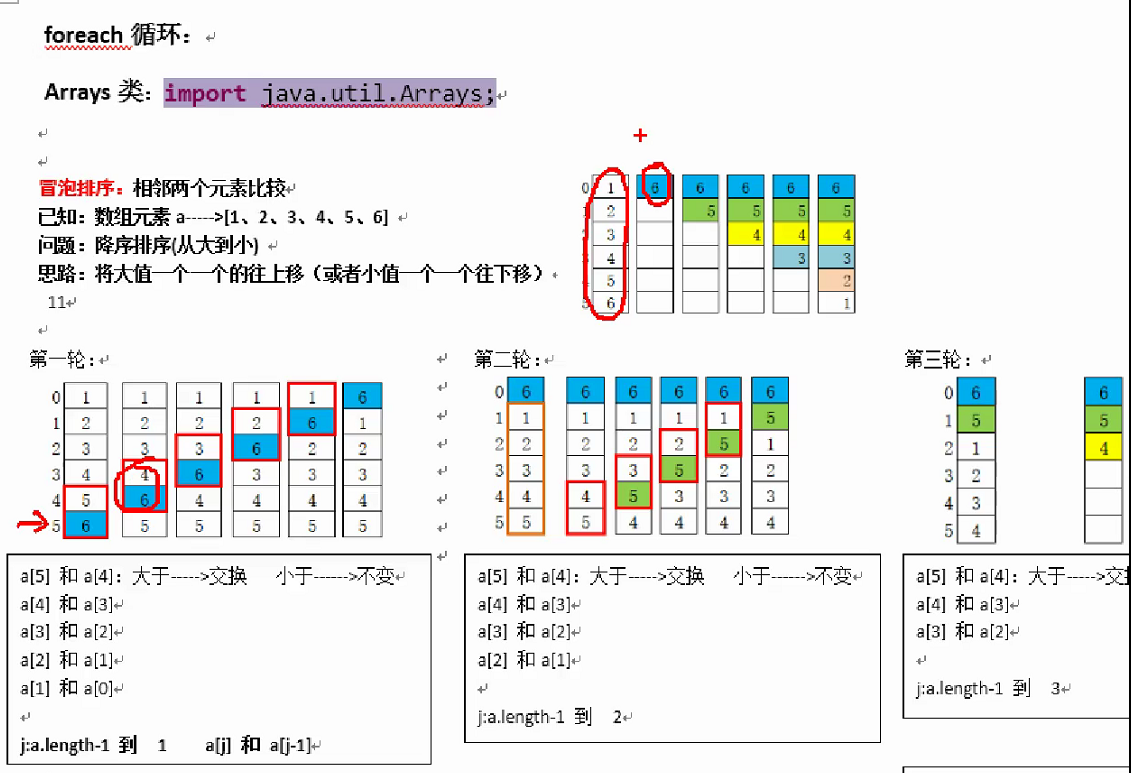 foreach 循环：
Arrays 类：import java.util.Arrays;
冒泡排序：相邻两个元素比较
已知：数组元素 a----->[1、2、3、4、5、6]
问题：降序排序(从大到小)
思路：将大值一个一个的往上移（或者小值一个一个往下移）
11
0 1 6 6 6 6 6
2 5 5 5 5
3 4 4 4
4 3 3
5 2
6 1
第一轮：
0 1 1 1 1 1 6
1 2 2 2 2 6 1
2 3 3 3 6 2 2
3 4 4 6 3 3 3
4 5 6 4 4 4 4
5 6 5 5 5 5 5
a[5] 和 a[4]：大于----->交换 小于------>不变
a[4] 和 a[3]
a[3] 和 a[2]
a[2] 和 a[1]
a[1] 和 a[0]
j:a.length-1 到 1 a[j] 和 a[j-1]
第二轮：
0 6 6 6 6 6 6
1 1 1 1 1 1 5
2 2 2 2 2 5 1
3 3 3 3 5 2 2
4 4 4 5 3 3 3
5 5 5 4 4 4 4
a[5] 和 a[4]：大于----->交换 小于------>不变
a[4] 和 a[3]
a[3] 和 a[2]
a[2] 和 a[1]
j:a.length-1 到 2
第三轮：
0 6 6
1 5 5
2 1 4
3 2
4 3
5 4
a[5] 和 a[4]：大于----->交
a[4] 和 a[3]
a[3] 和 a[2]
j:a.length-1 到 3